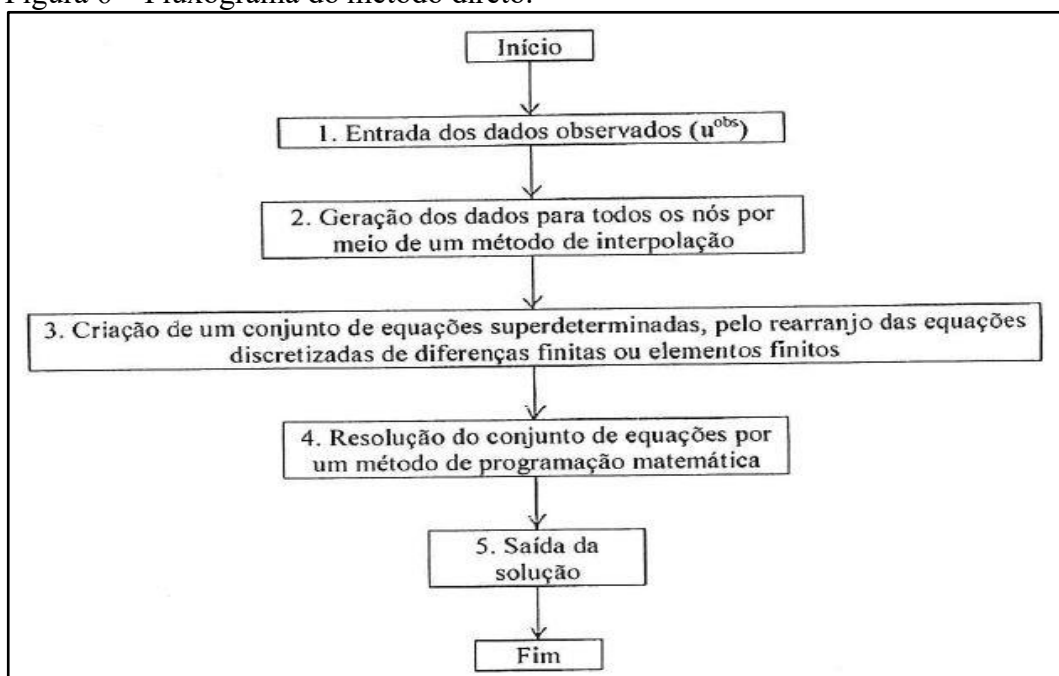 Figura 6 – Fluxograma do método direto.
Início
1. Entrada dos dados observados (u^obs)
2. Geração dos dados para todos os nós por
meio de um método de interpolação
3. Criação de um conjunto de equações superdeterminadas, pelo rearranjo das equações
discretizadas de diferenças finitas ou elementos finitos
4. Resolução do conjunto de equações por
um método de programação matemática
5. Saída da
solução
Fim